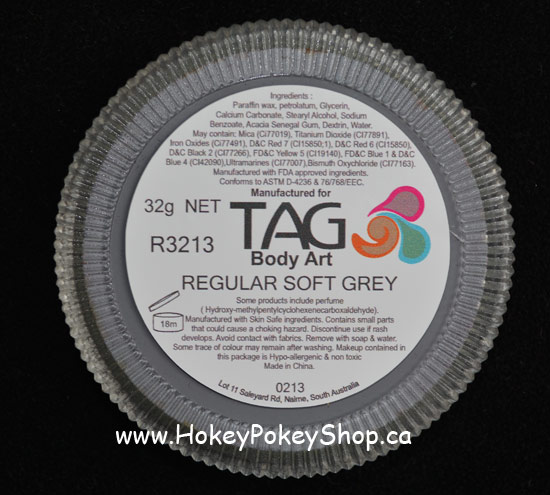 Ingredients :
Paraffin wax, petrolatum, Glycerin,
Calcium Carbonate, Stearyl Alcohol, Sodium
Benzoate, Acacia Senegal Gum, Dextrin, Water.
May contain: Mica (Ci77019), Titanium Dioxide (CI77891),
Iron Oxides (CI77491), D&C Red 7 (CI15850;1), D&C Red 6 (CI15850),
D&C Black 2 (CI77266), FD&C Yellow 5 (CI19140), FD&C Blue 1 & D&C
Blue 4 (CI42090),Ultramarines (CI77007),Bismuth Oxychloride (CI77163).
Manufactured with FDA approved ingredients.
Conforms to ASTM D-4236 & 76/768/EEC.
Manufactured for
32g NET
R3213
TAG
Body Art
REGULAR SOFT GREY
Some products include perfume
( Hydroxy-methylpentylcyclohexenecarboxaldehyde).
18m
Manufactured with Skin Safe ingredients. Contains small parts
that could cause a choking hazard. Discontinue use if rash
develops. Avoid contact with fabrics. Remove with soap & water.
Some trace of colour may remain after washing. Makeup contained in
this package is Hypo-allergenic & non toxic
Made in China.
0213
Lot 11 Saleyard Rd, Nairne, South Australia
www.HokeyPokeyShop.ca